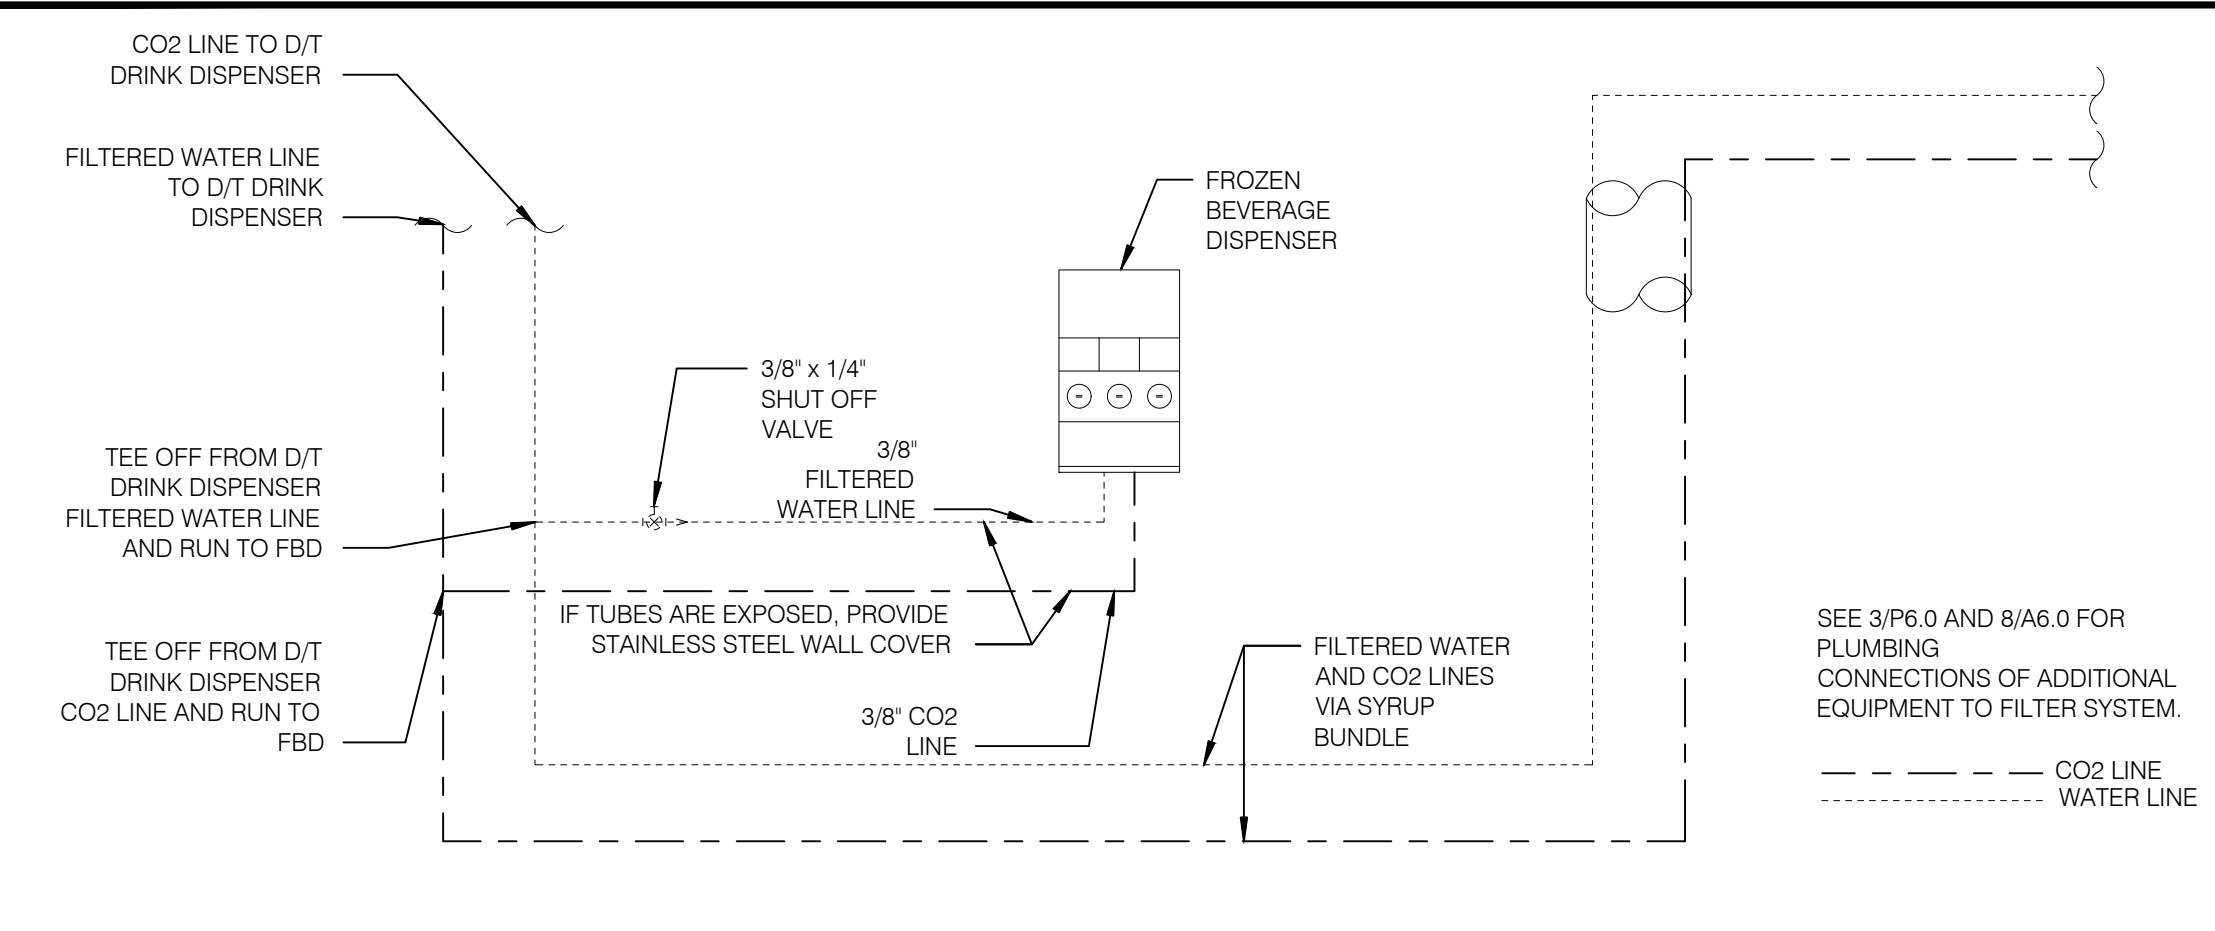 CO2 LINE TO D/T
DRINK DISPENSER
FILTERED WATER LINE
TO D/T DRINK
DISPENSER
FROZEN
BEVERAGE
DISPENSER
3/8" x 1/4"
SHUT OFF
VALVE
3/8"
FILTERED
WATER LINE
TEE OFF FROM D/T
DRINK DISPENSER
FILTERED WATER LINE
AND RUN TO FBD
IF TUBES ARE EXPOSED, PROVIDE
STAINLESS STEEL WALL COVER
TEE OFF FROM D/T
DRINK DISPENSER
CO2 LINE AND RUN TO
FBD
3/8" CO2
LINE
FILTERED WATER
AND CO2 LINES
VIA SYRUP
BUNDLE
SEE 3/P6.0 AND 8/A6.0 FOR
PLUMBING
CONNECTIONS OF ADDITIONAL
EQUIPMENT TO FILTER SYSTEM.
CO2 LINE
WATER LINE